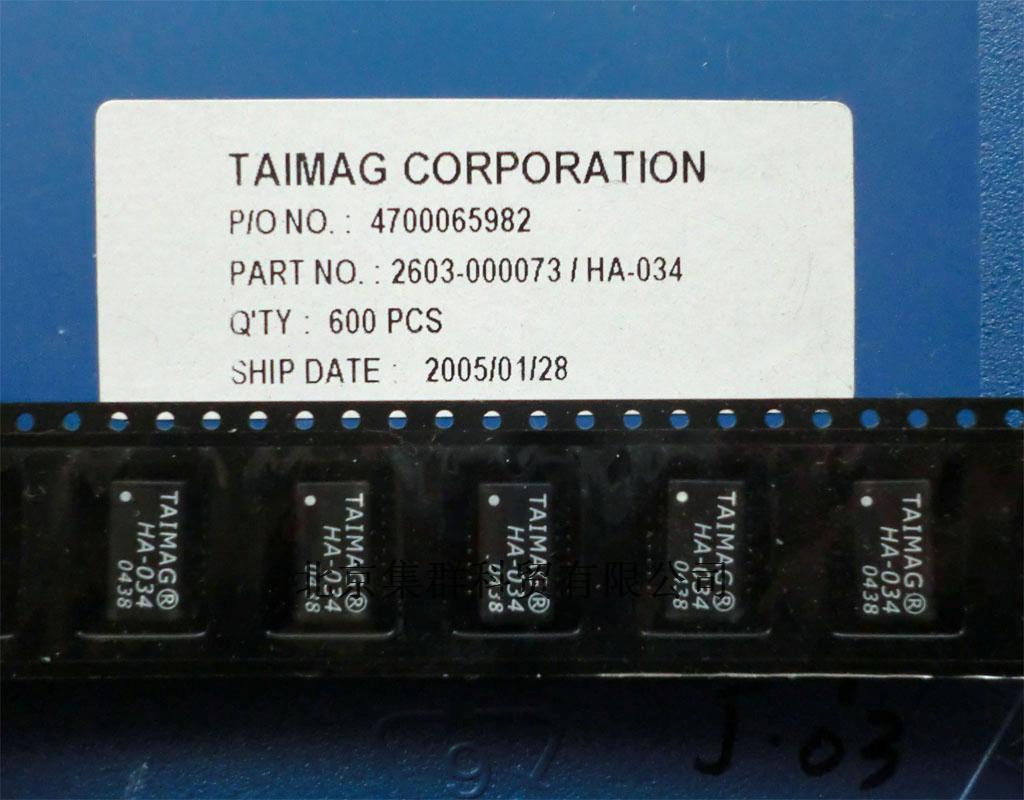 TAIMAG CORPORATION
P/O NO. : 4700065982
PART NO. : 2603-000073 / HA-034
Q'TY : 600 PCS
SHIP DATE : 2005/01/28
TAIMAG®
HA-034
0438
TAIMAG®
HA-034
0438
TAIMAG®
HA-034
0438
TAIMAG®
HA-034
0438
TAIMAG®
HA-034
0438
北京集群科贸有限公司
97
J.03